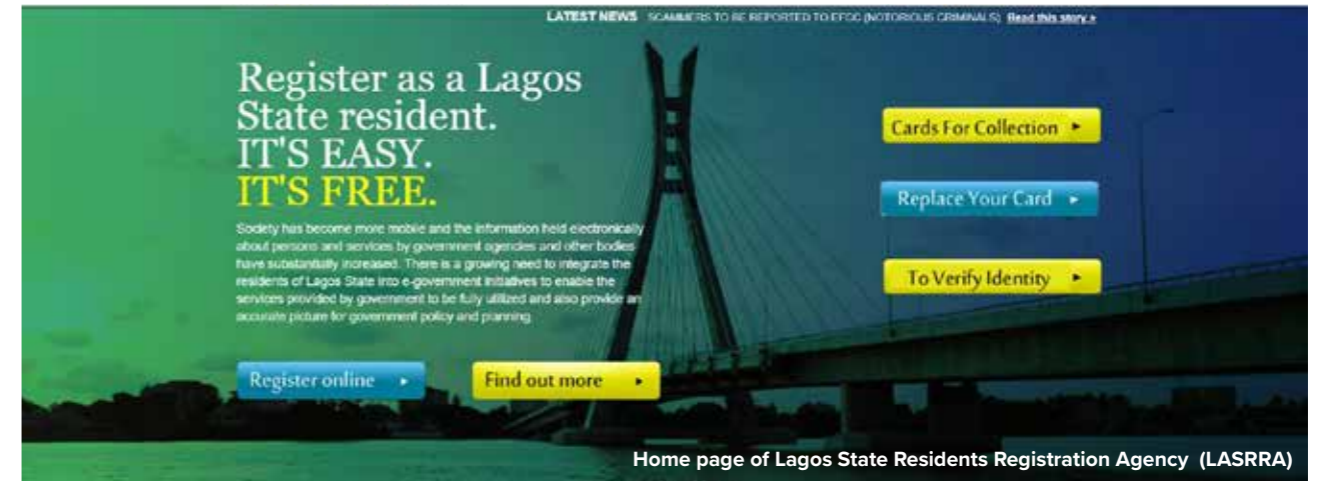 LATEST NEWS SCAMMERS TO BE REPORTED TO EFCC (NOTORIOUS CRIMINALS) Read this story »
Register as a Lagos
State resident.
IT'S EASY.
IT'S FREE.
Society has become more mobile and the information held electronically
about persons and services by government agencies and other bodies
have substantially increased. There is a growing need to integrate the
residents of Lagos State into e-government initiatives to enable the
services provided by government to be fully utilized and also provide an
accurate picture for government policy and planning.
Cards For Collection
Replace Your Card
To Verify Identity
Register online
Find out more
Home page of Lagos State Residents Registration Agency (LASRRA)